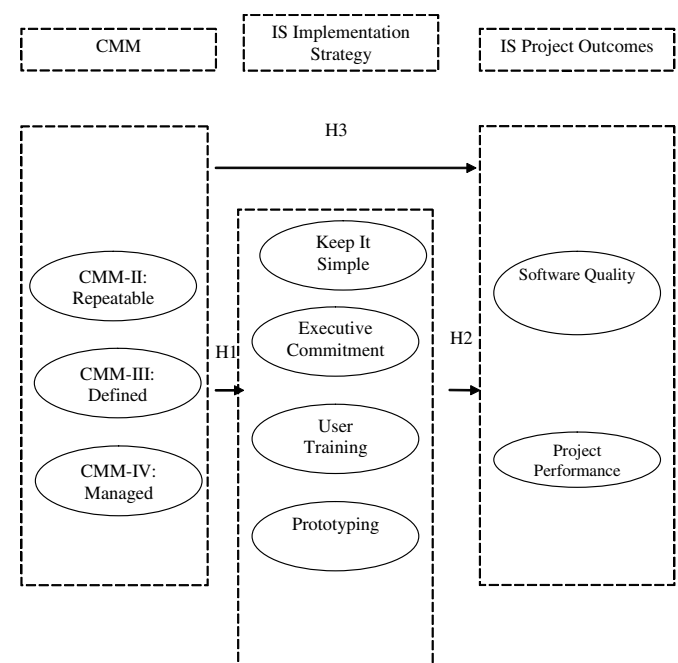 CMM
IS Implementation
Strategy
IS Project Outcomes
H3
CMM-II:
Repeatable
CMM-III:
Defined
CMM-IV:
Managed
H1
Keep It
Simple
Executive
Commitment
User
Training
Prototyping
H2
Software Quality
Project
Performance